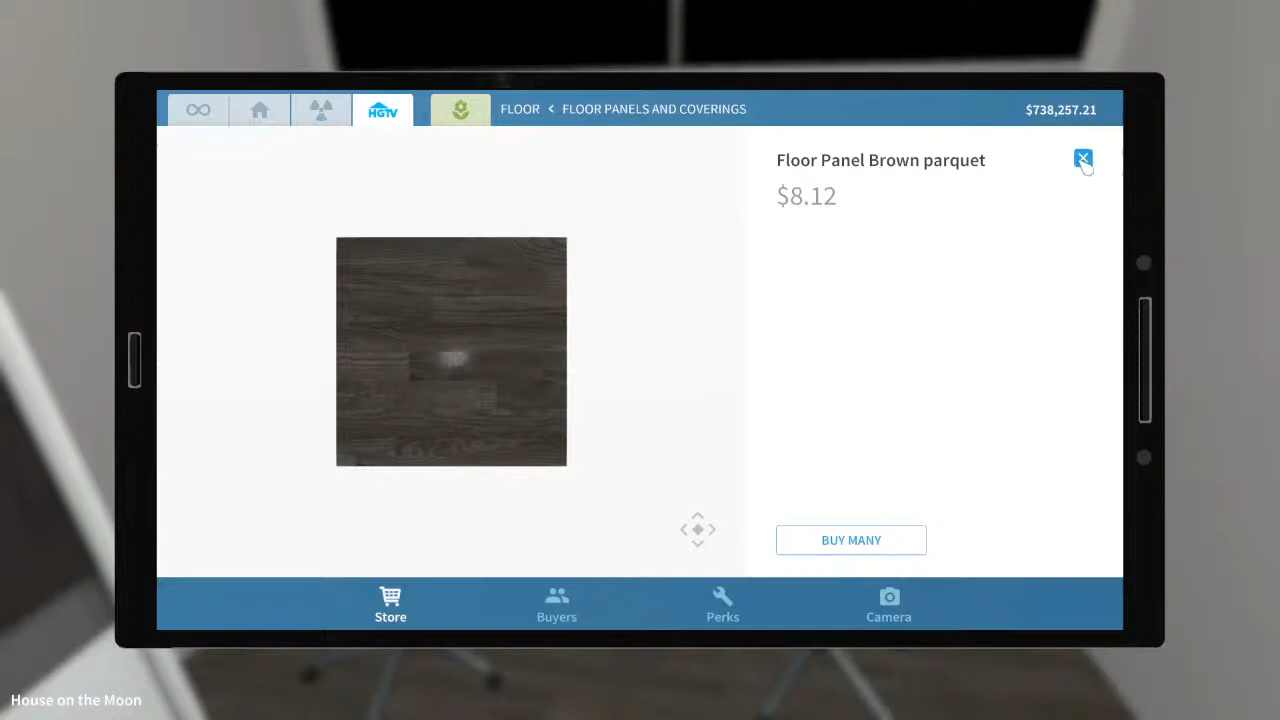 HGTV
FLOOR < FLOOR PANELS AND COVERINGS
$738,257.21
Floor Panel Brown parquet
$8.12
BUY MANY
Store
Buyers
Perks
Camera
House on the Moon